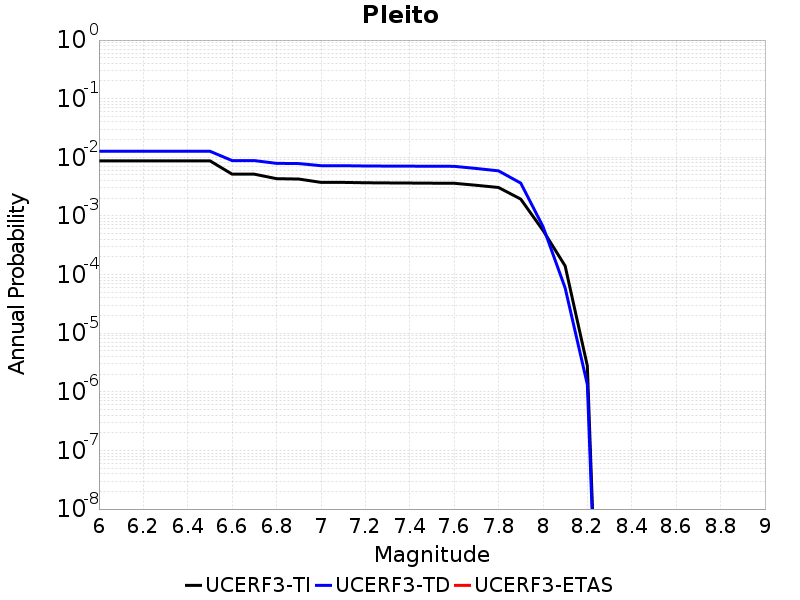 Pleito
10^0
10^-1
10^-2
10^-3
10^-4
10^-5
10^-6
10^-7
10^-8
Annual Probability
6 6.2 6.4 6.6 6.8 7 7.2 7.4 7.6 7.8 8 8.2 8.4 8.6 8.8 9
Magnitude
UCERF3-TI UCERF3-TD UCERF3-ETAS